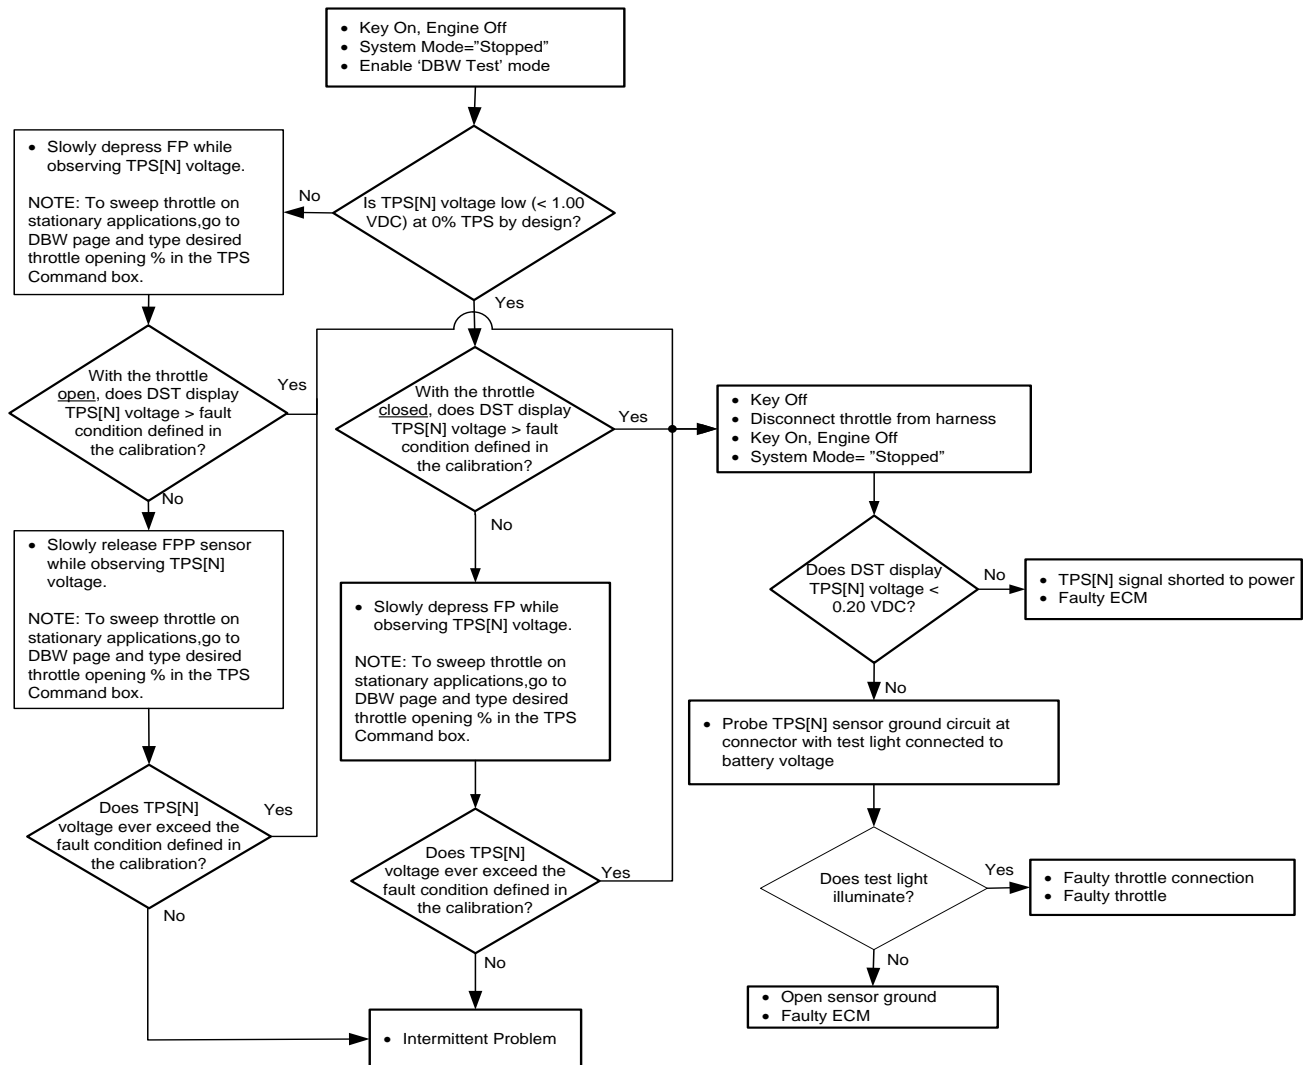 • Key On, Engine Off
• System Mode=”Stopped”
• Enable ‘DBW Test’ mode
• Slowly depress FP while
observing TPS[N] voltage.
NOTE: To sweep throttle on
stationary applications,go to
DBW page and type desired
throttle opening % in the TPS
Command box.
No
Is TPS[N] voltage low (< 1.00
VDC) at 0% TPS by design?
Yes
With the throttle
open, does DST display
TPS[N] voltage > fault
condition defined in
the calibration?
Yes
No
With the throttle
closed, does DST display
TPS[N] voltage > fault
condition defined in
the calibration?
Yes
No
• Key Off
• Disconnect throttle from harness
• Key On, Engine Off
• System Mode= ”Stopped”
• Slowly release FPP sensor
while observing TPS[N]
voltage.
NOTE: To sweep throttle on
stationary applications,go to
DBW page and type desired
throttle opening % in the TPS
Command box.
• Slowly depress FP while
observing TPS[N] voltage.
NOTE: To sweep throttle on
stationary applications,go to
DBW page and type desired
throttle opening % in the TPS
Command box.
Does DST display
TPS[N] voltage <
0.20 VDC?
No
• TPS[N] signal shorted to power
• Faulty ECM
No
• Probe TPS[N] sensor ground circuit at
connector with test light connected to
battery voltage
Does TPS[N]
voltage ever exceed the
fault condition defined in
the calibration?
Yes
No
Does TPS[N]
voltage ever exceed the
fault condition defined in
the calibration?
Yes
No
Does test light
illuminate?
Yes
• Faulty throttle connection
• Faulty throttle
No
• Open sensor ground
• Faulty ECM
• Intermittent Problem